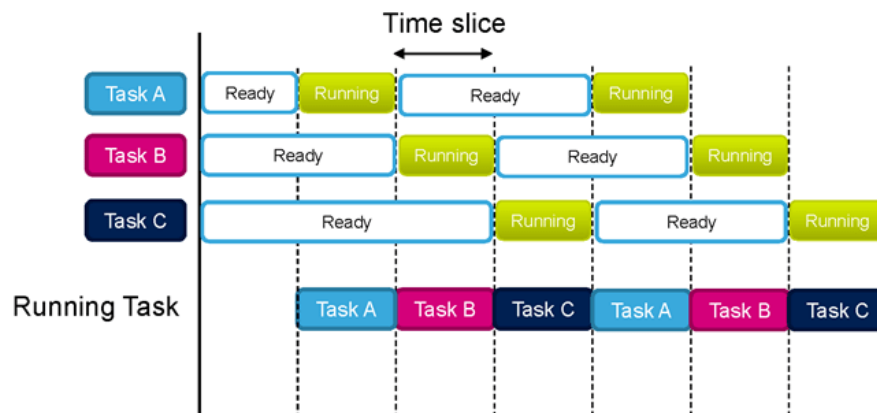 Time slice
Task A Ready Running Ready Running
Task B Ready Running Ready Running
Task C Ready Running Ready Running
Running Task Task A Task B Task C Task A Task B Task C